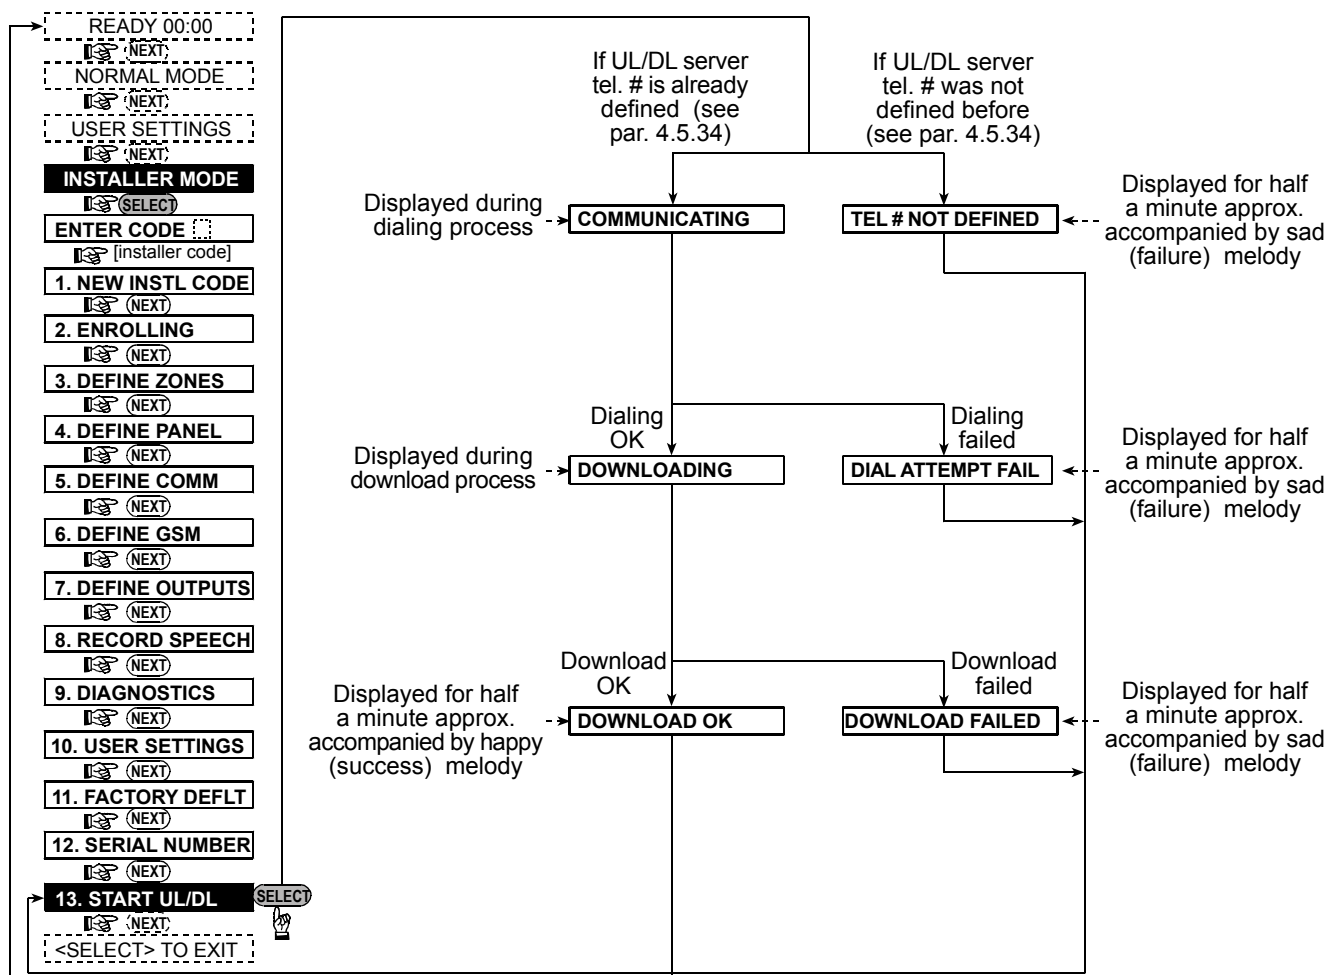 READY 00:00
NEXT
NORMAL MODE
NEXT
USER SETTINGS
NEXT
INSTALLER MODE
SELECT
ENTER CODE
[installer code]
1. NEW INSTL CODE
NEXT
2. ENROLLING
NEXT
3. DEFINE ZONES
NEXT
4. DEFINE PANEL
NEXT
5. DEFINE COMM
NEXT
6. DEFINE GSM
NEXT
7. DEFINE OUTPUTS
NEXT
8. RECORD SPEECH
NEXT
9. DIAGNOSTICS
NEXT
10. USER SETTINGS
NEXT
11. FACTORY DEFLT
NEXT
12. SERIAL NUMBER
NEXT
13. START UL/DL
SELECT
NEXT
<SELECT> TO EXIT
If UL/DL server
tel. # is already
defined (see
par. 4.5.34)
If UL/DL server
tel. # was not
defined before
(see par. 4.5.34)
Displayed during
dialing process
COMMUNICATING
TEL # NOT DEFINED
Displayed for half
a minute approx.
accompanied by sad
(failure) melody
Dialing
OK
Dialing
failed
Displayed during
download process
DOWNLOADING
DIAL ATTEMPT FAIL
Displayed for half
a minute approx.
accompanied by sad
(failure) melody
Download
OK
Download
failed
Displayed for half
a minute approx.
accompanied by happy
(success) melody
DOWNLOAD OK
DOWNLOAD FAILED
Displayed for half
a minute approx.
accompanied by sad
(failure) melody